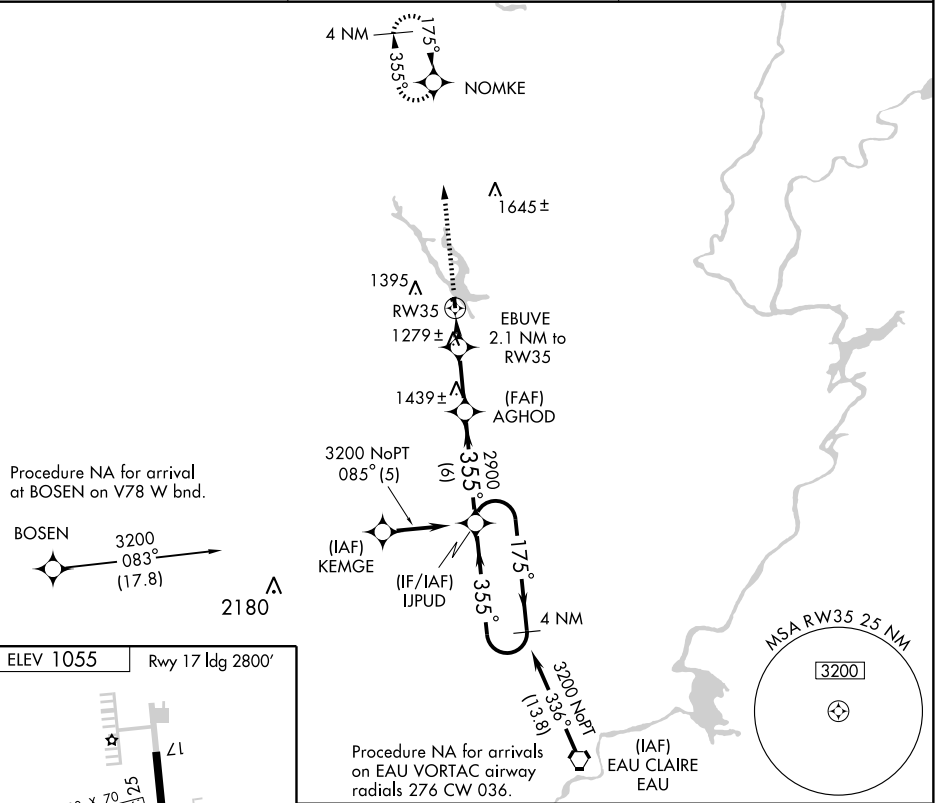 4 NM
175°
355°
NOMKE
1645±
1395
RW35
1279±
EBUVE
2.1 NM to
RW35
1439±
(FAF)
AGHOD
3200 NoPT
085° (5)
2900
355°
(6)
Procedure NA for arrival
at BOSEN on V78 W bnd.
BOSEN
3200
083°
(17.8)
2180
(IAF)
KEMGE
(IF/IAF)
IJPUD
175°
355°
4 NM
3200 NoPT
336°
(13.8)
(IAF)
EAU CLAIRE
EAU
Procedure NA for arrivals
on EAU VORTAC airway
radials 276 CW 036.
MSA RW35 25 NM
3200
ELEV 1055
Rwy 17 ldg 2800'
17
X 70